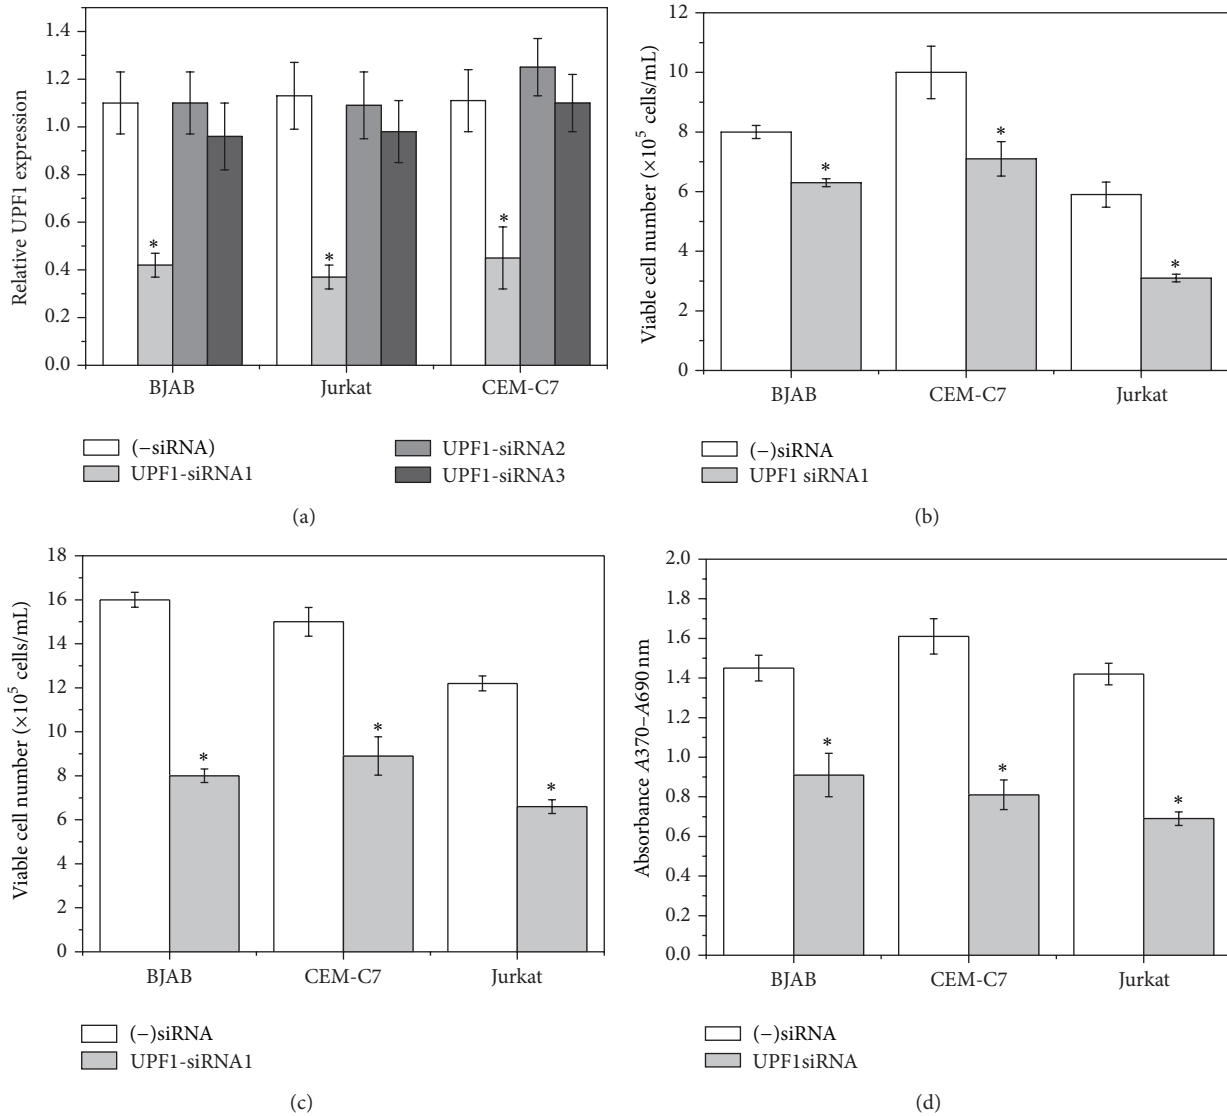 1.4
1.2
1.0
0.8
0.6
0.4
0.2
0.0
Relative UPF1 expression
*
*
*
BJAB
Jurkat
CEM-C7
(−siRNA)
UPF1-siRNA1
UPF1-siRNA2
UPF1-siRNA3
(a)
12
10
8
6
4
2
0
Viable cell number (×10⁵ cells/mL)
*
*
*
BJAB
CEM-C7
Jurkat
(−)siRNA
UPF1 siRNA1
(b)
18
16
14
12
10
8
6
4
2
0
Viable cell number (×10⁵ cells/mL)
*
*
*
BJAB
CEM-C7
Jurkat
(−)siRNA
UPF1-siRNA1
(c)
2.0
1.8
1.6
1.4
1.2
1.0
0.8
0.6
0.4
0.2
0.0
Absorbance A370–A690 nm
*
*
*
BJAB
CEM-C7
Jurkat
(−)siRNA
UPF1siRNA
(d)